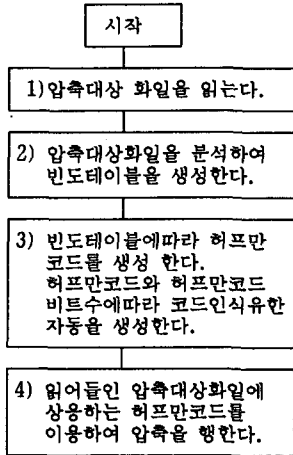 시작
1)압축대상 화일을 읽는다.
2) 압축대상화일을 분석하여
빈도테이블을 생성한다.
3) 빈도테이블에따라 허프만
코드를 생성 한다.
허프만코드와 허프만코드
비트수에따라 코드인식유한
자동을 생성한다.
4) 읽어들인 압축대상화일에
상응하는 허프만코드를
이용하여 압축을 행한다.